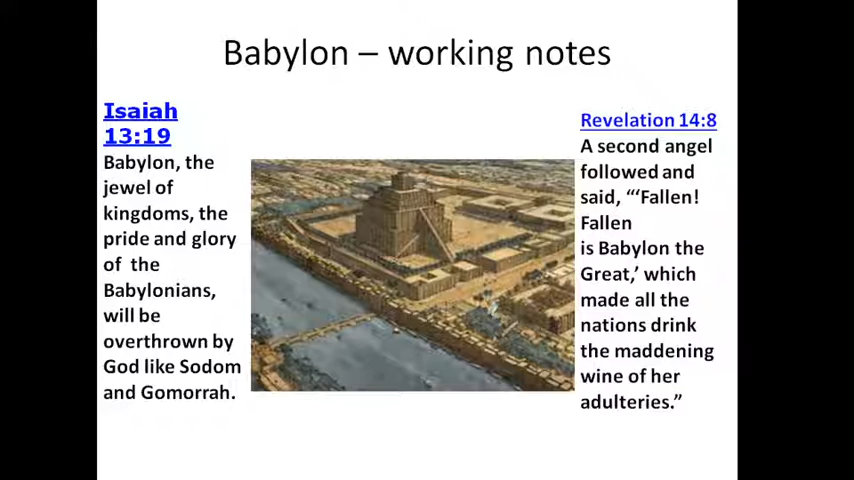 Babylon – working notes
Isaiah
13:19
Babylon, the
jewel of
kingdoms, the
pride and glory
of the
Babylonians,
will be
overthrown by
God like Sodom
and Gomorrah.
Revelation 14:8
A second angel
followed and
said, “‘Fallen!
Fallen
is Babylon the
Great,’ which
made all the
nations drink
the maddening
wine of her
adulteries.”